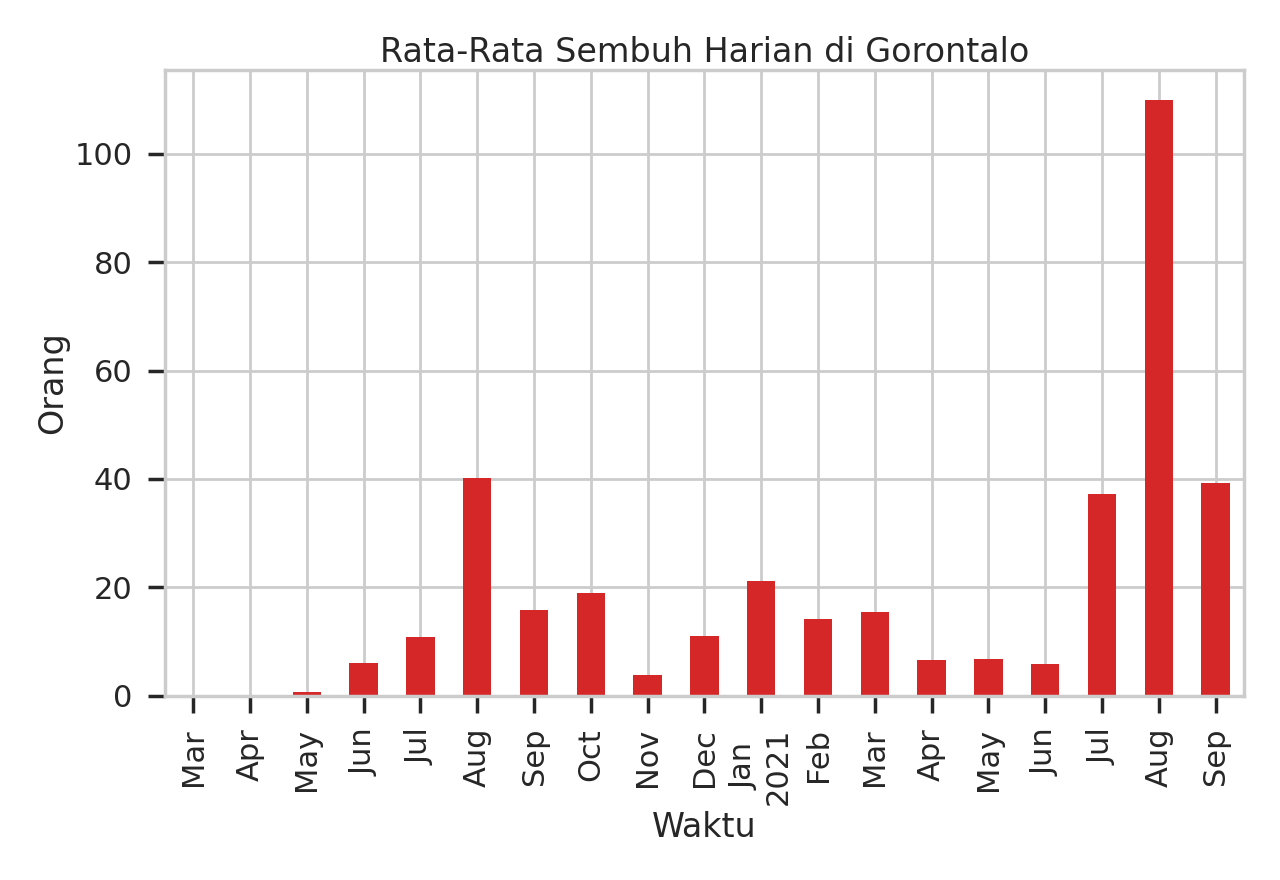 Rata-Rata Sembuh Harian di Gorontalo
100
80
60
40
20
0
Orang
Mar
Apr
May
Jun
Jul
Aug
Sep
Oct
Nov
Dec
Jan
2021
Feb
Mar
Apr
May
Jun
Jul
Aug
Sep
Waktu